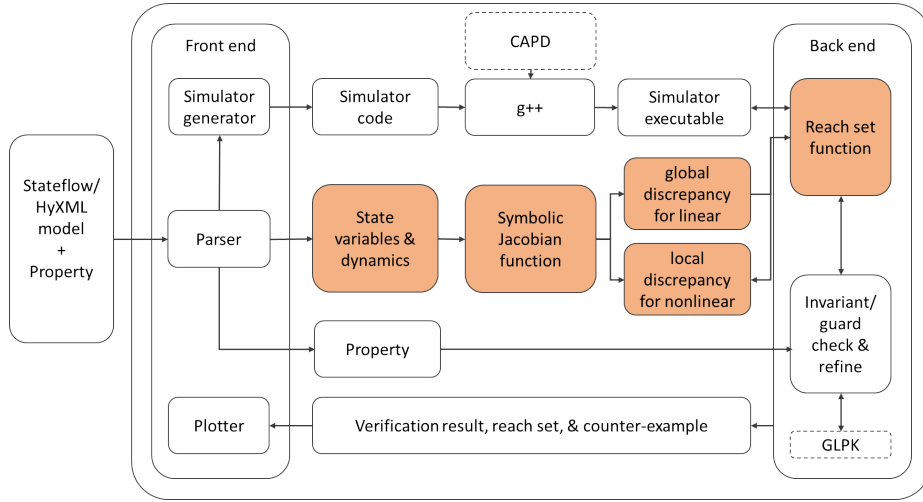 Front end
CAPD
Back end
Simulator
generator
Simulator
code
g++
Simulator
executable
Reach set
function
Stateflow/
HyXML
model
+
Property
Parser
State
variables &
dynamics
Symbolic
Jacobian
function
global
discrepancy
for linear
local
discrepancy
for nonlinear
Invariant/
guard
check &
refine
Property
Plotter
Verification result, reach set, & counter-example
GLPK